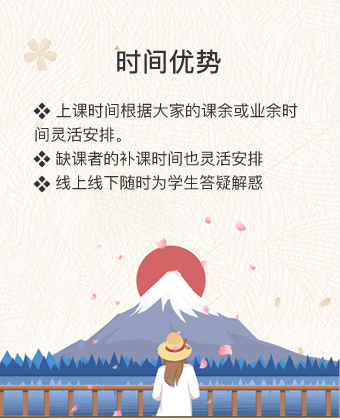 时间优势
❖ 上课时间根据大家的课余或业余时
间灵活安排。
❖ 缺课者的补课时间也灵活安排
❖ 线上线下随时为学生答疑解惑